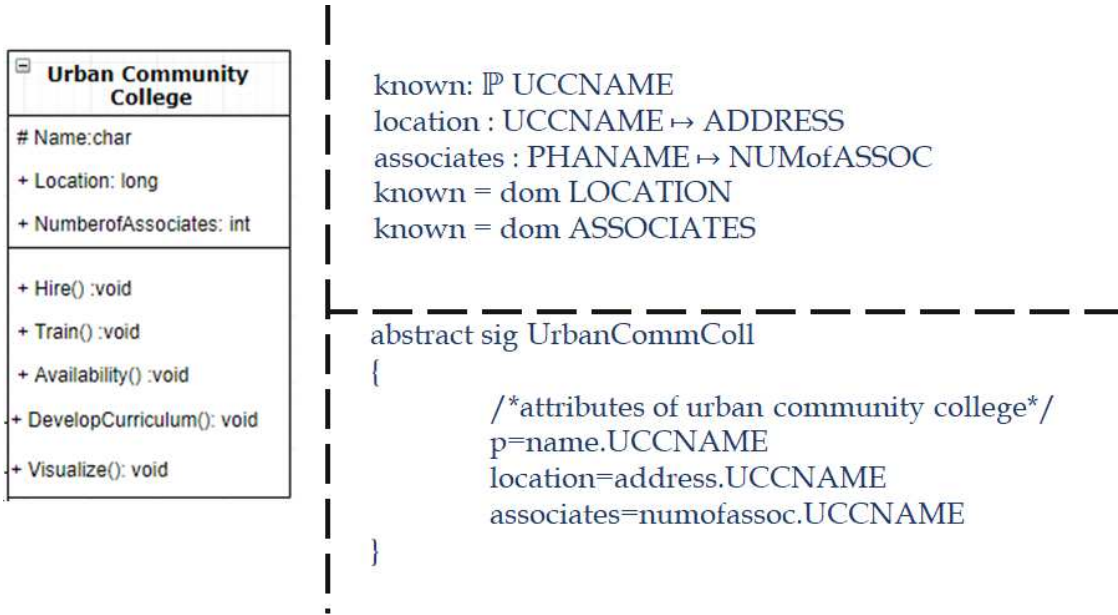 Urban Community
College
# Name:char
+ Location: long
+ NumberofAssociates: int
+ Hire() :void
+ Train() :void
+ Availability() :void
+ DevelopCurriculum(): void
+ Visualize(): void
known: ℙ UCCNAME
location : UCCNAME ↦ ADDRESS
associates : PHANAME ↦ NUMofASSOC
known = dom LOCATION
known = dom ASSOCIATES
abstract sig UrbanCommColl
{
/*attributes of urban community college*/
p=name.UCCNAME
location=address.UCCNAME
associates=numofassoc.UCCNAME
}